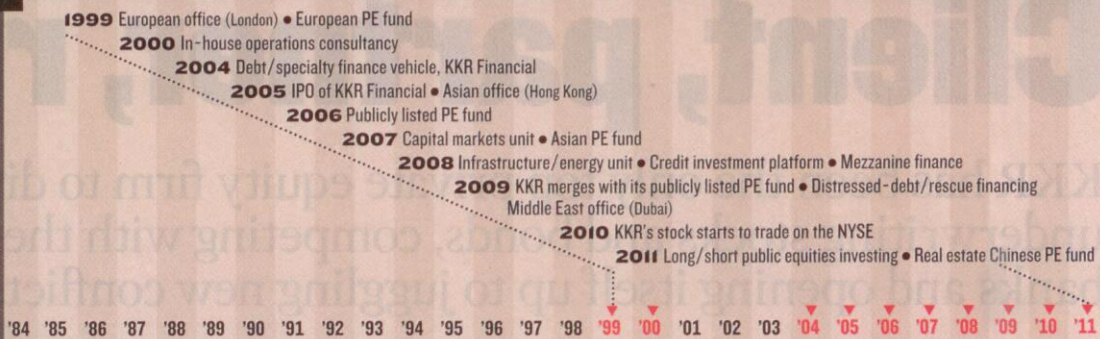 1999 European office (London) ● European PE fund
2000 In-house operations consultancy
2004 Debt/specialty finance vehicle, KKR Financial
2005 IPO of KKR Financial ● Asian office (Hong Kong)
2006 Publicly listed PE fund
2007 Capital markets unit ● Asian PE fund
2008 Infrastructure/energy unit ● Credit investment platform ● Mezzanine finance
2009 KKR merges with its publicly listed PE fund ● Distressed-debt/rescue financing
Middle East office (Dubai)
2010 KKR's stock starts to trade on the NYSE
2011 Long/short public equities investing ● Real estate Chinese PE fund
'84 '85 '86 '87 '88 '89 '90 '91 '92 '93 '94 '95 '96 '97 '98 '99 '00 '01 '02 '03 '04 '05 '06 '07 '08 '09 '10 '11